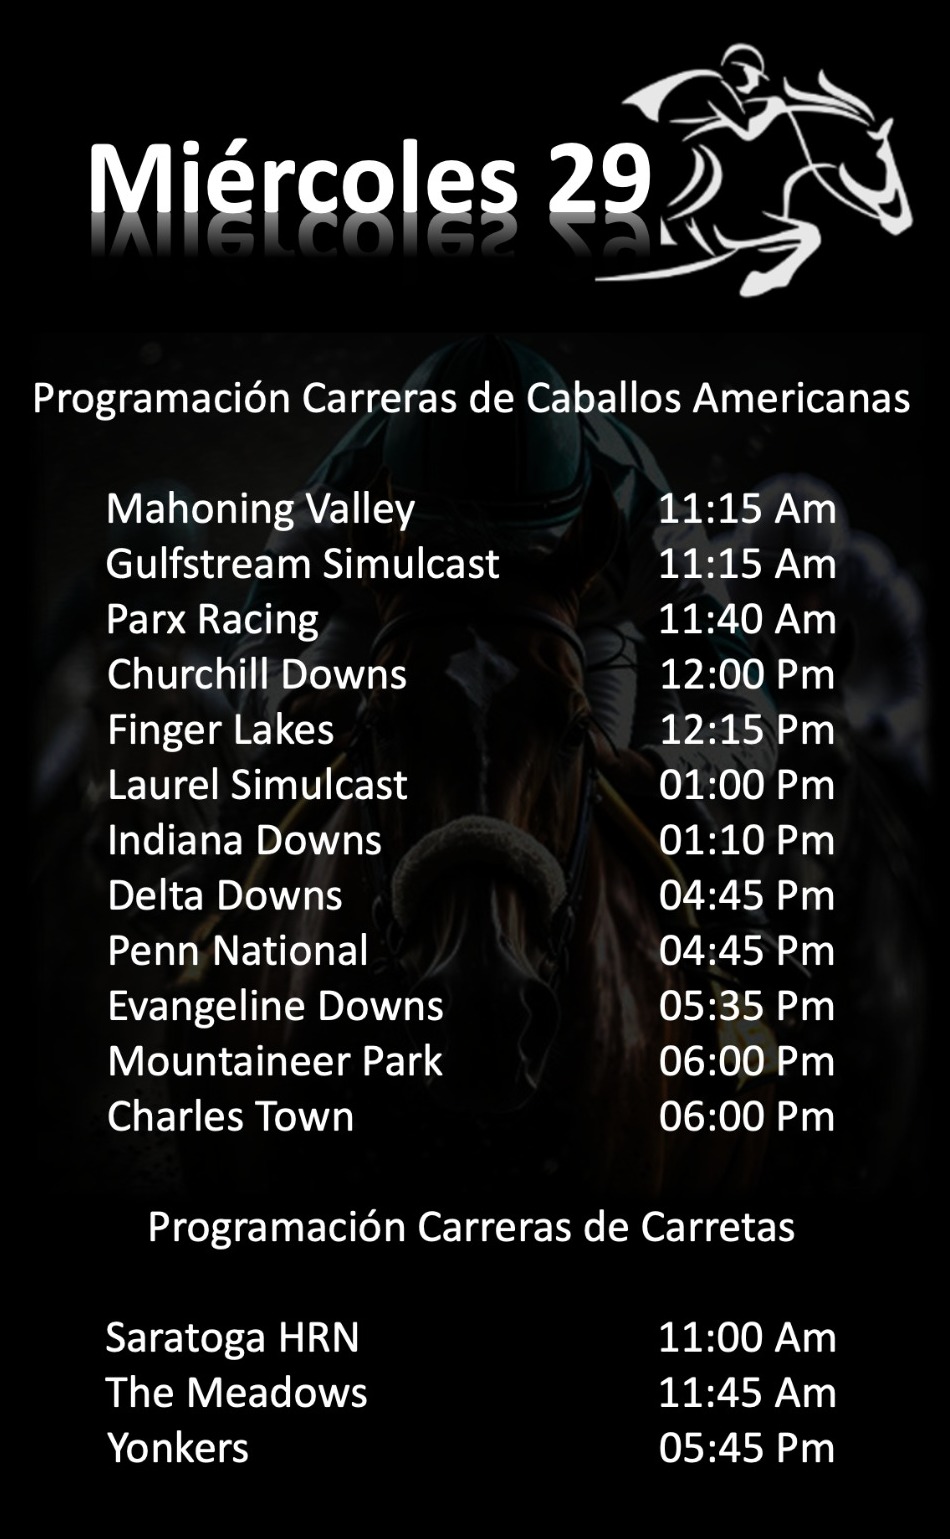 Miércoles 29
Programación Carreras de Caballos Americanas
Mahoning Valley 11:15 Am
Gulfstream Simulcast 11:15 Am
Parx Racing 11:40 Am
Churchill Downs 12:00 Pm
Finger Lakes 12:15 Pm
Laurel Simulcast 01:00 Pm
Indiana Downs 01:10 Pm
Delta Downs 04:45 Pm
Penn National 04:45 Pm
Evangeline Downs 05:35 Pm
Mountaineer Park 06:00 Pm
Charles Town 06:00 Pm
Programación Carreras de Carretas
Saratoga HRN 11:00 Am
The Meadows 11:45 Am
Yonkers 05:45 Pm